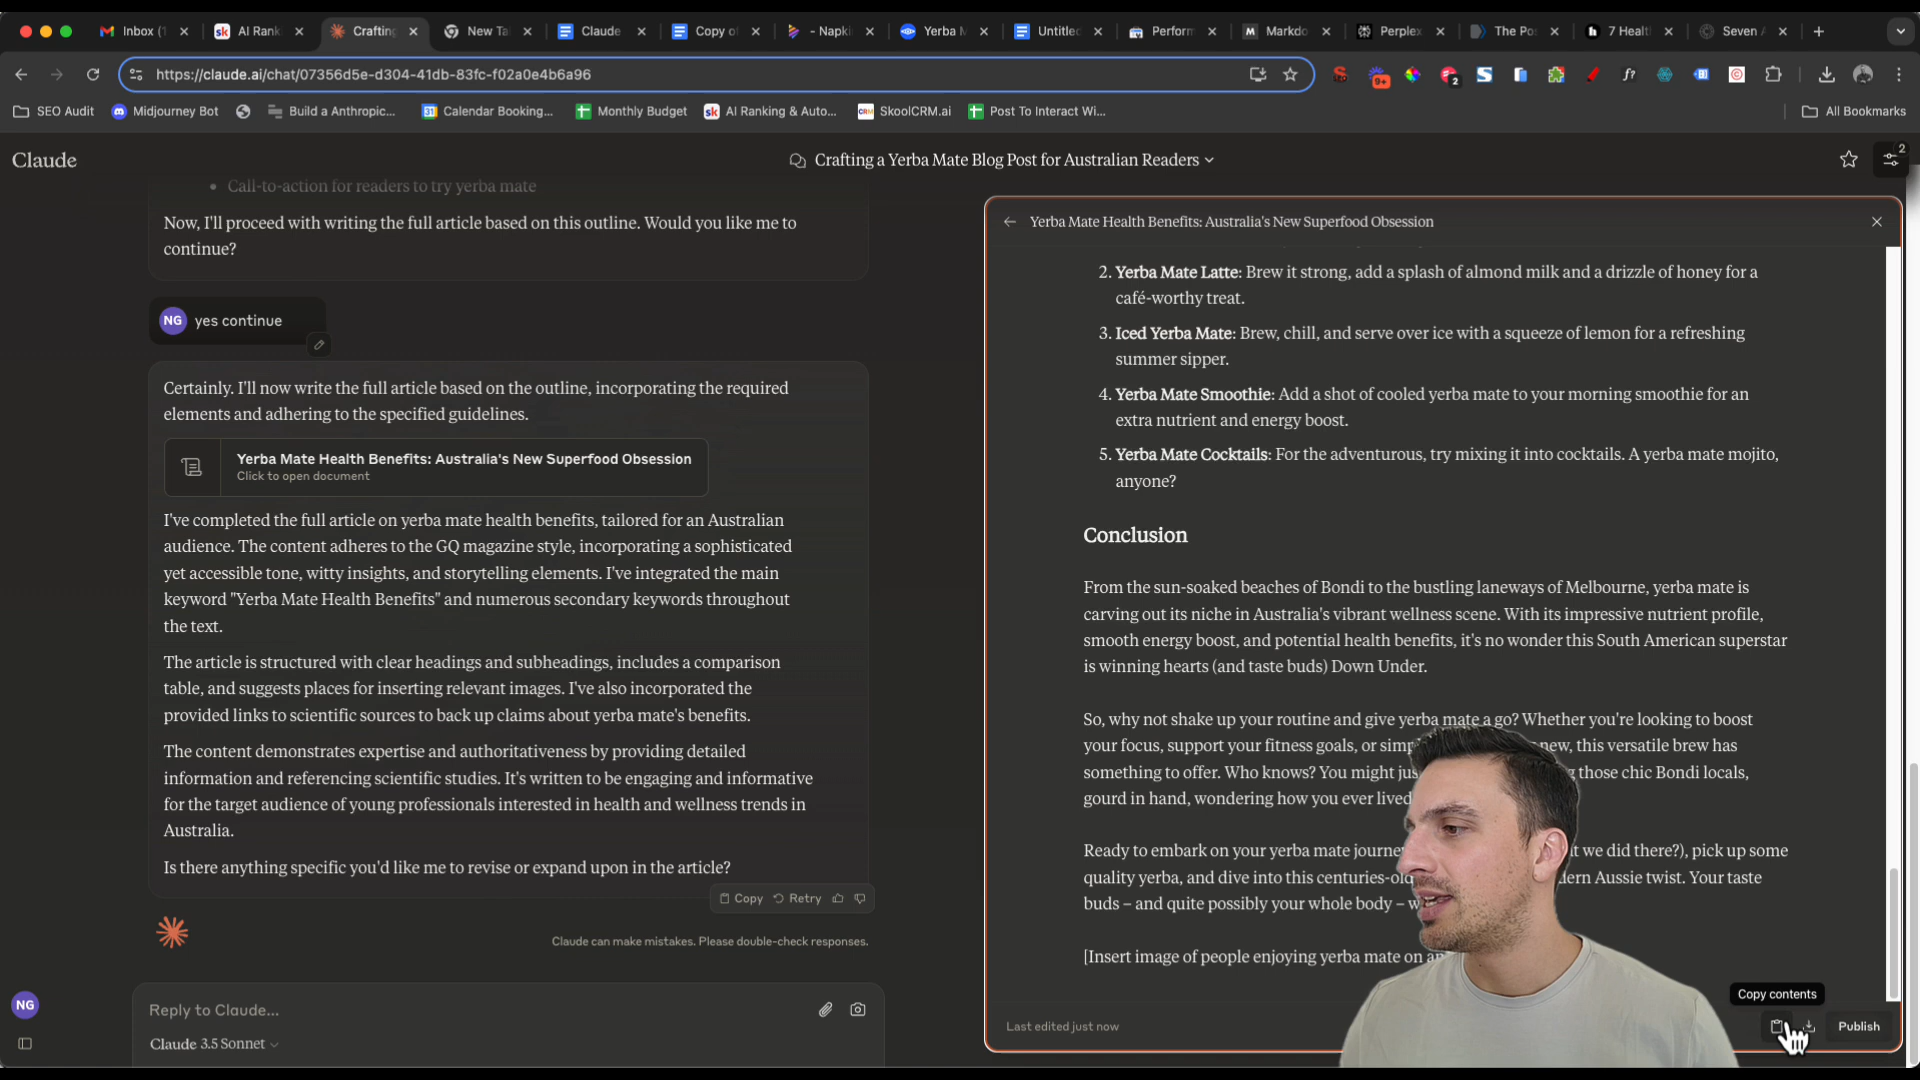 Inbox (1
AI Rank
Crafting
New Ta
Claude
Copy o
- Napki
Yerba M
Untitled
Perform
Markdo
Perplex
The Pos
7 Healt
Seven A
https://claude.ai/chat/07356d5e-d304-41db-83fc-f02a0e4b6a96
9+
2
SEO Audit
Midjourney Bot
Build a Anthropic...
Calendar Booking...
Monthly Budget
AI Ranking & Auto...
SkoolCRM.ai
Post To Interact Wi...
All Bookmarks
Claude
Crafting a Yerba Mate Blog Post for Australian Readers
2
• Call-to-action for readers to try yerba mate
Now, I'll proceed with writing the full article based on this outline. Would you like me to
continue?
NG yes continue
Certainly. I'll now write the full article based on the outline, incorporating the required
elements and adhering to the specified guidelines.
Yerba Mate Health Benefits: Australia's New Superfood Obsession
Click to open document
I've completed the full article on yerba mate health benefits, tailored for an Australian
audience. The content adheres to the GQ magazine style, incorporating a sophisticated
yet accessible tone, witty insights, and storytelling elements. I've integrated the main
keyword "Yerba Mate Health Benefits" and numerous secondary keywords throughout
the text.
The article is structured with clear headings and subheadings, includes a comparison
table, and suggests places for inserting relevant images. I've also incorporated the
provided links to scientific sources to back up claims about yerba mate's benefits.
The content demonstrates expertise and authoritativeness by providing detailed
information and referencing scientific studies. It's written to be engaging and informative
for the target audience of young professionals interested in health and wellness trends in
Australia.
Is there anything specific you'd like me to revise or expand upon in the article?
Copy
Retry
Claude can make mistakes. Please double-check responses.
NG
Reply to Claude...
Claude 3.5 Sonnet
Yerba Mate Health Benefits: Australia's New Superfood Obsession
2. Yerba Mate Latte: Brew it strong, add a splash of almond milk and a drizzle of honey for a
café-worthy treat.
3. Iced Yerba Mate: Brew, chill, and serve over ice with a squeeze of lemon for a refreshing
summer sipper.
4. Yerba Mate Smoothie: Add a shot of cooled yerba mate to your morning smoothie for an
extra nutrient and energy boost.
5. Yerba Mate Cocktails: For the adventurous, try mixing it into cocktails. A yerba mate mojito,
anyone?
Conclusion
From the sun-soaked beaches of Bondi to the bustling laneways of Melbourne, yerba mate is
carving out its niche in Australia's vibrant wellness scene. With its impressive nutrient profile,
smooth energy boost, and potential health benefits, it's no wonder this South American superstar
is winning hearts (and taste buds) Down Under.
So, why not shake up your routine and give yerba mate a go? Whether you're looking to boost
your focus, support your fitness goals, or new, this versatile brew has
something to offer. Who knows? You might those chic Bondi locals,
gourd in hand, wondering how you ever lived
Ready to embark on your yerba mate we did there?), pick up some
quality yerba, and dive into this Aussie twist. Your taste
buds – and quite possibly your whole body –
[Insert image of people enjoying yerba mate on
Copy contents
Last edited just now
Publish